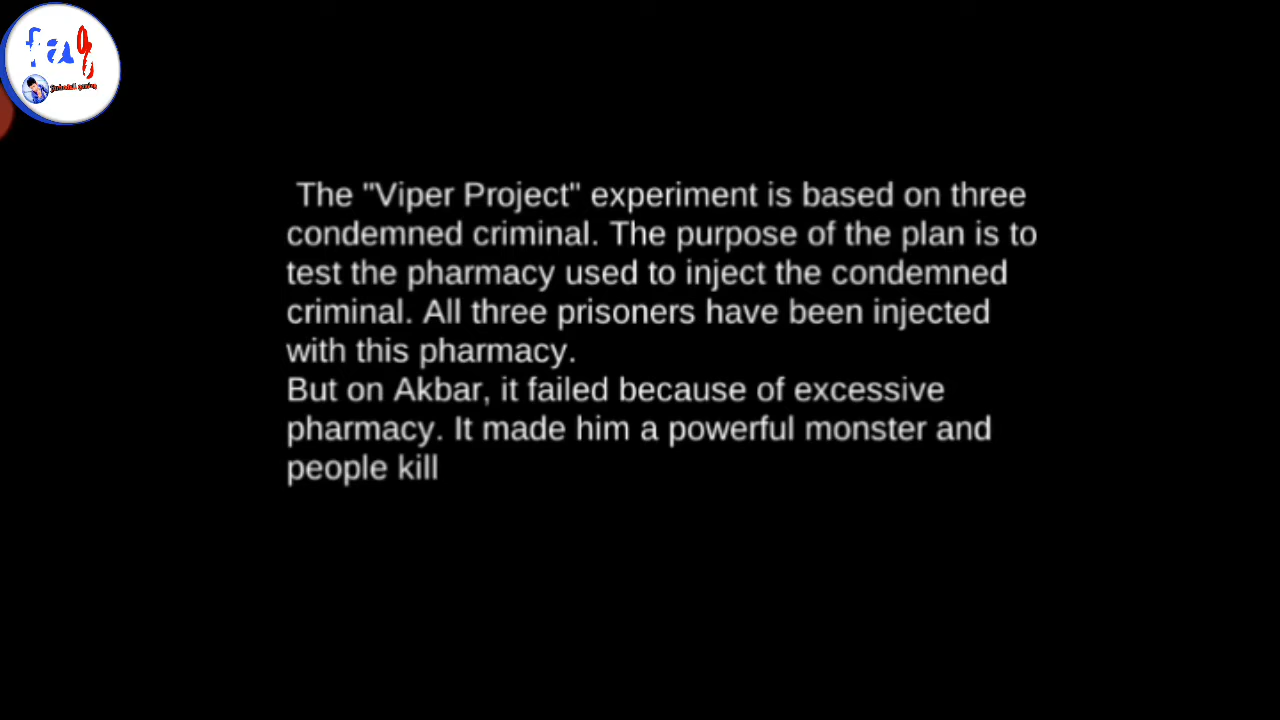 faq
The "Viper Project" experiment is based on three
condemned criminal. The purpose of the plan is to
test the pharmacy used to inject the condemned
criminal. All three prisoners have been injected
with this pharmacy.
But on Akbar, it failed because of excessive
pharmacy. It made him a powerful monster and
people kill